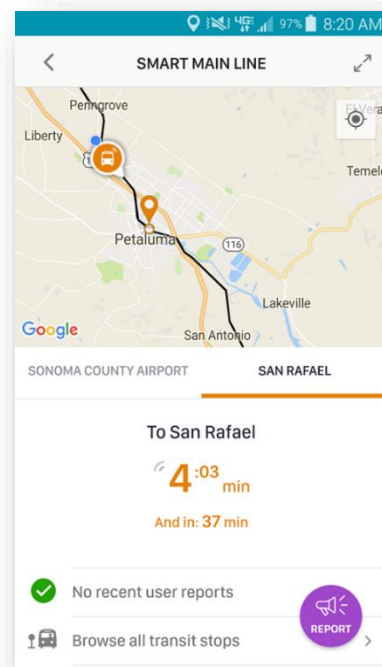 4G 97% 8:20 AM
SMART MAIN LINE
Penngrove
Liberty
Petaluma
116
Lakeville
San Antonio
Google
SONOMA COUNTY AIRPORT SAN RAFAEL
To San Rafael
4:03 min
And in: 37 min
No recent user reports
REPORT
Browse all transit stops